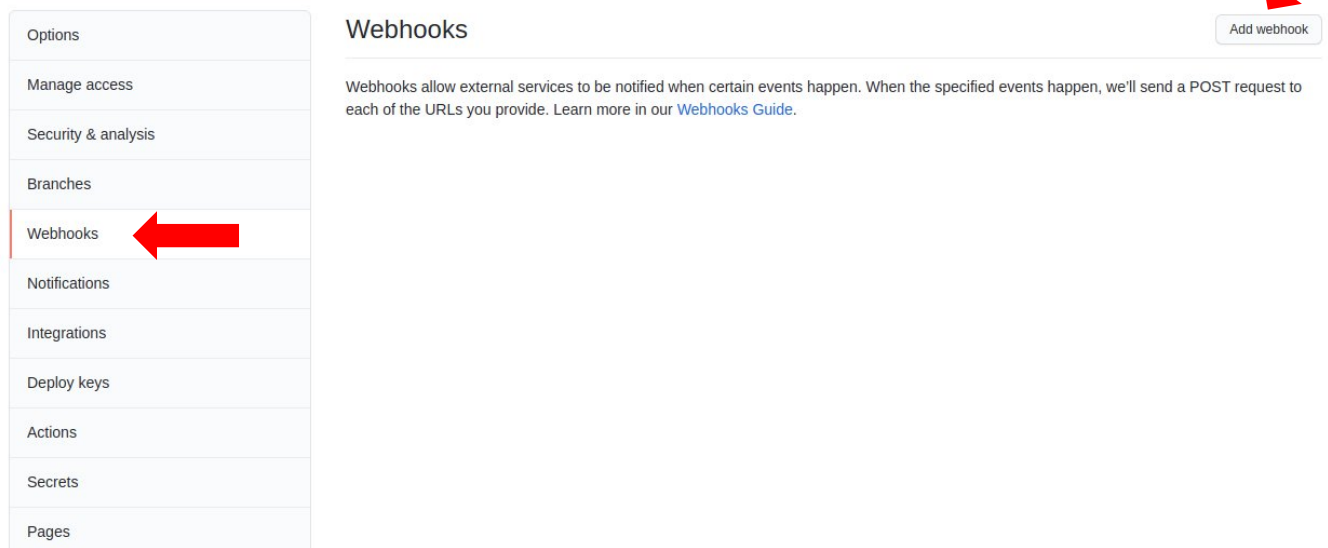 Options
Manage access
Security & analysis
Branches
Webhooks
Notifications
Integrations
Deploy keys
Actions
Secrets
Pages
Webhooks
Add webhook
Webhooks allow external services to be notified when certain events happen. When the specified events happen, we'll send a POST request to
each of the URLs you provide. Learn more in our Webhooks Guide.